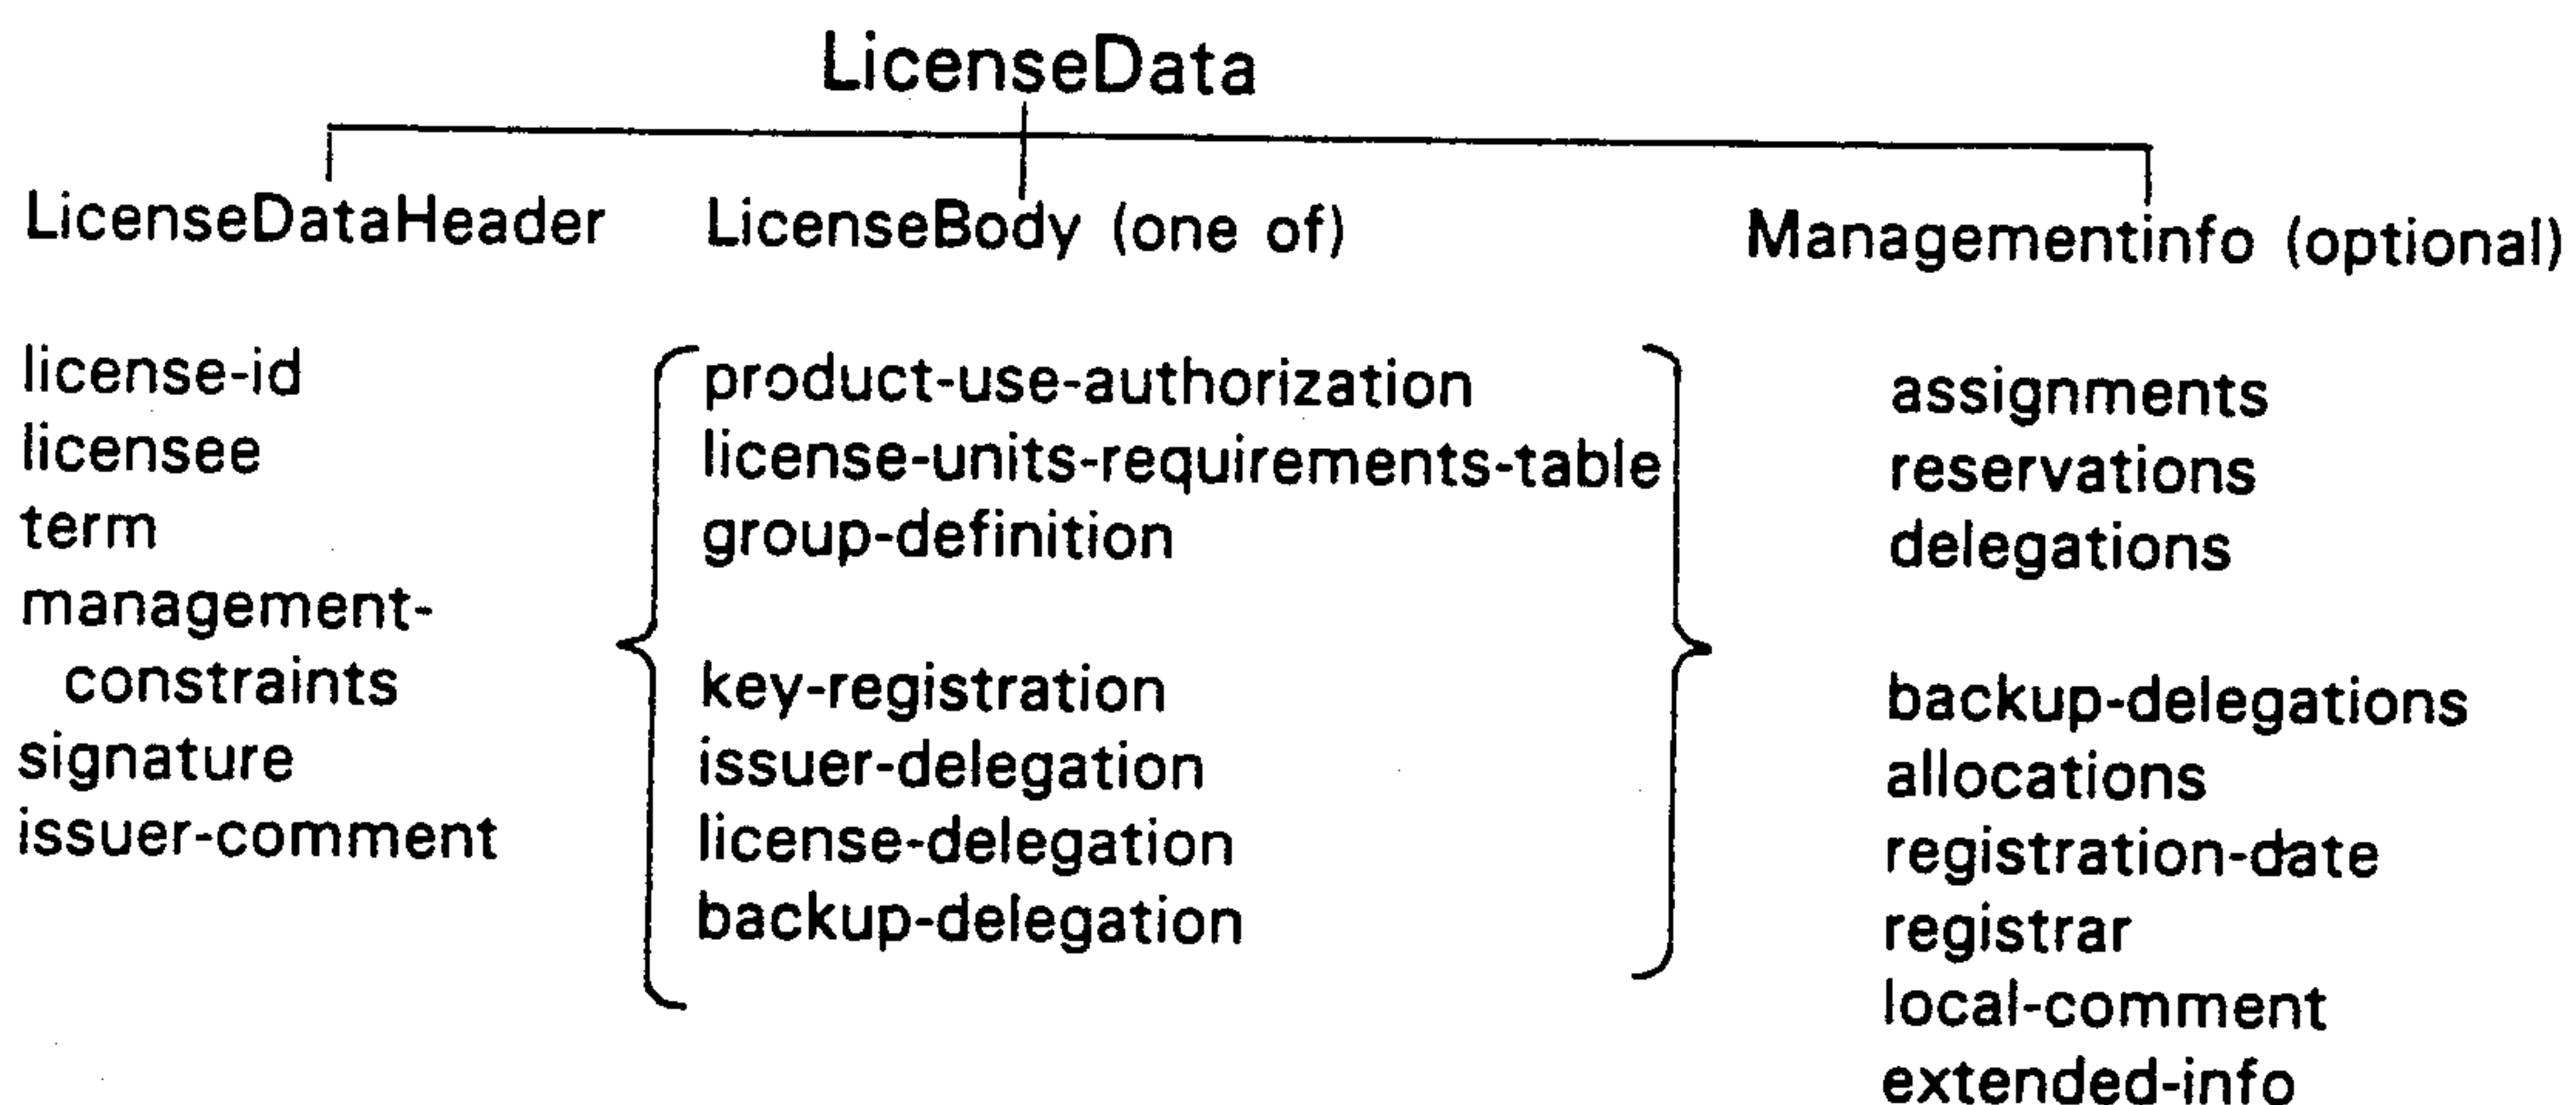 LicenseData
LicenseDataHeader
LicenseBody (one of)
Managementinfo (optional)
license-id
licensee
term
management-
constraints
signature
issuer-comment
product-use-authorization
license-units-requirements-table
group-definition
key-registration
issuer-delegation
license-delegation
backup-delegation
assignments
reservations
delegations
backup-delegations
allocations
registration-date
registrar
local-comment
extended-info